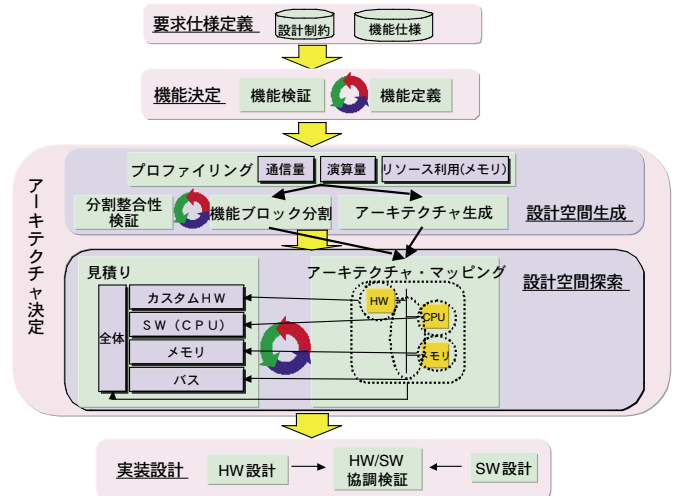 要求仕様定義
設計制約
機能仕様
機能決定
機能検証
機能定義
アーキテクチャ決定
プロファイリング
通信量
演算量
リソース利用(メモリ)
分割整合性
検証
機能ブロック分割
アーキテクチャ生成
設計空間生成
見積り
アーキテクチャ・マッピング
設計空間探索
全体
カスタムHW
SW(CPU)
メモリ
バス
HW
CPU
メモリ
実装設計
HW設計
HW/SW
協調検証
SW設計